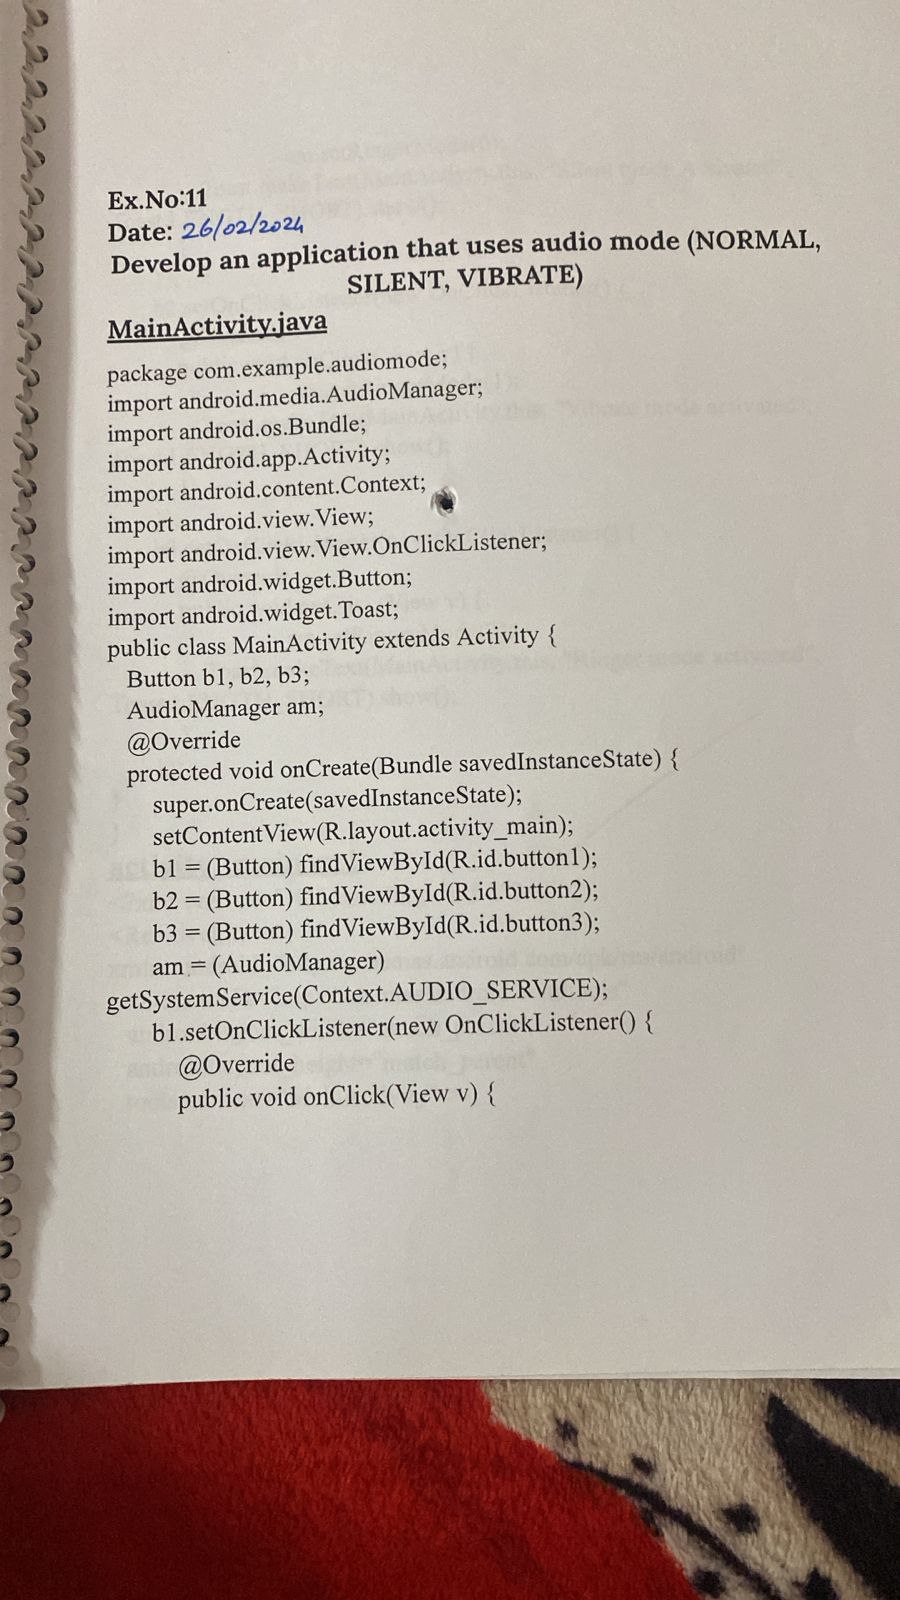 Ex.No:11
Date: 26/02/2024
Develop an application that uses audio mode (NORMAL,
SILENT, VIBRATE)
MainActivity.java
package com.example.audiomode;
import android.media.AudioManager;
import android.os.Bundle;
import android.app.Activity;
import android.content.Context;
import android.view.View;
import android.view.View.OnClickListener;
import android.widget.Button;
import android.widget.Toast;
public class MainActivity extends Activity {
Button b1, b2, b3;
AudioManager am;
@Override
protected void onCreate(Bundle savedInstanceState) {
super.onCreate(savedInstanceState);
setContentView(R.layout.activity_main);
b1 = (Button) findViewById(R.id.button1);
b2 = (Button) findViewById(R.id.button2);
b3 = (Button) findViewById(R.id.button3);
am = (AudioManager)
getSystemService(Context.AUDIO_SERVICE);
b1.setOnClickListener(new OnClickListener() {
@Override
public void onClick(View v) {